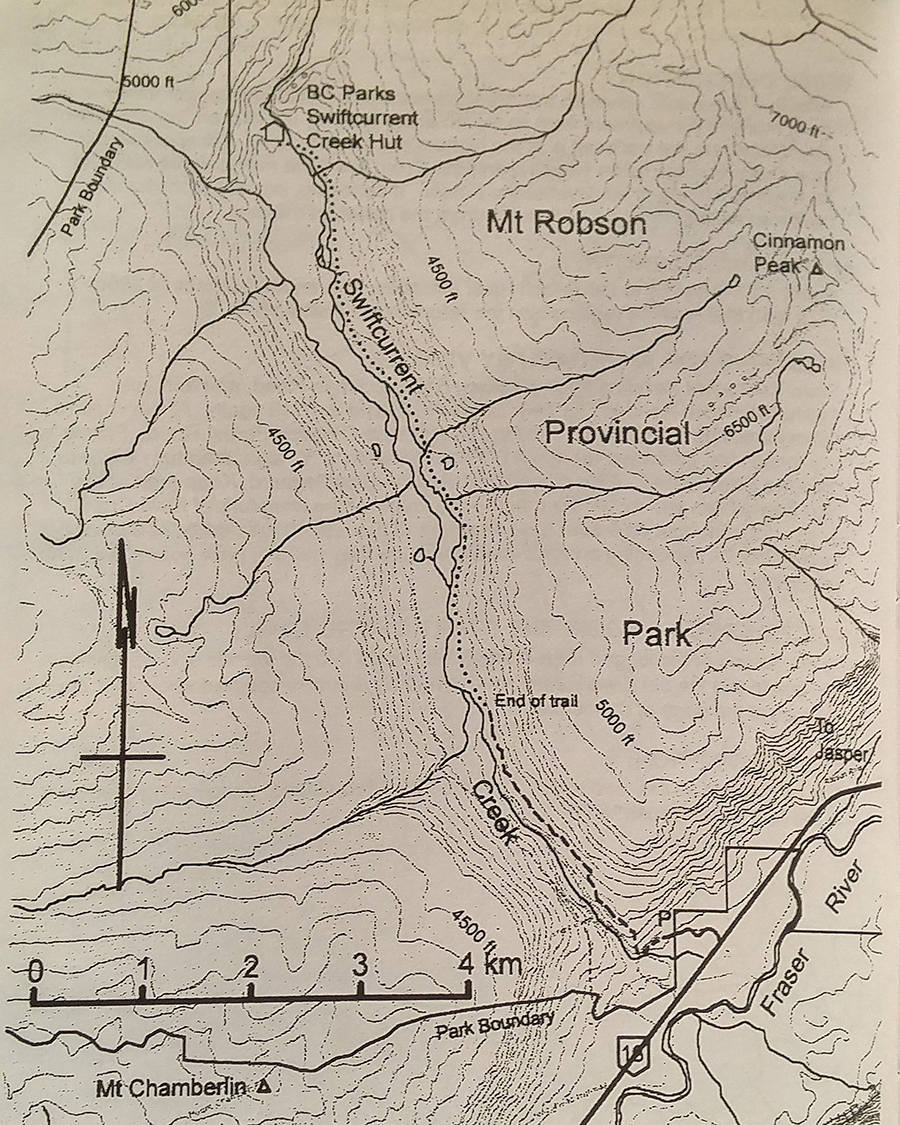 600
5000 ft
BC Parks
Swiftcurrent
Creek Hut
7000 ft
Park Boundary
Mt Robson
Cinnamon
Peak
4500 ft
Swiftcurrent
6500 ft
Provincial
4500 ft
N
Park
End of trail
5000 ft
To
Jasper
Creek
P
River
4500 ft
0 1 2 3 4 km
Fraser
Park Boundary
16
Mt Chamberlin